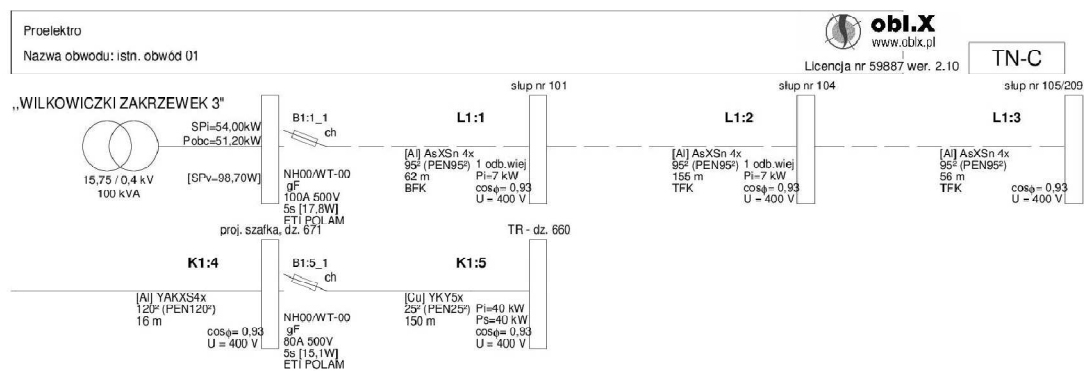 Proelektro
Nazwa obwodu: istn. obwód 01
obl.X
www.oblx.pl
Licencja nr 59887 wer. 2.10
TN-C
słup nr 101
słup nr 104
słup nr 105/209
,,WILKOWICZKI ZAKRZEWEK 3"
SPi=54,00kW
Pobc=51,20kW
[SPv=98,70W]
15,75 / 0,4 kV
100 kVA
B1:1_1
ch
NH00/WT-00
gF
100A 500V
5s [17,8W]
ETI POLAM
L1:1
[Al] AsXSn 4x
95² (PEN95²)
62 m
BFK
1 odb.wiej
Pi=7 kW
cosϕ= 0,93
U = 400 V
L1:2
[Al] AsXSn 4x
95² (PEN95²)
155 m
TFK
1 odb.wiej
Pi=7 kW
cosϕ= 0,93
U = 400 V
L1:3
[Al] AsXSn 4x
95² (PEN95²)
56 m
TFK
cosϕ= 0,93
U = 400 V
proj. szafka, dz. 671
TR - dz. 660
K1:4
[Al] YAKXS4x
120² (PEN120²)
16 m
cosϕ= 0,93
U = 400 V
B1:5_1
ch
NH00/WT-00
gF
80A 500V
5s [15,1W]
ETI POLAM
K1:5
[Cu] YKY5x
25² (PEN25²)
150 m
Pi=40 kW
Ps=40 kW
cosϕ= 0,93
U = 400 V